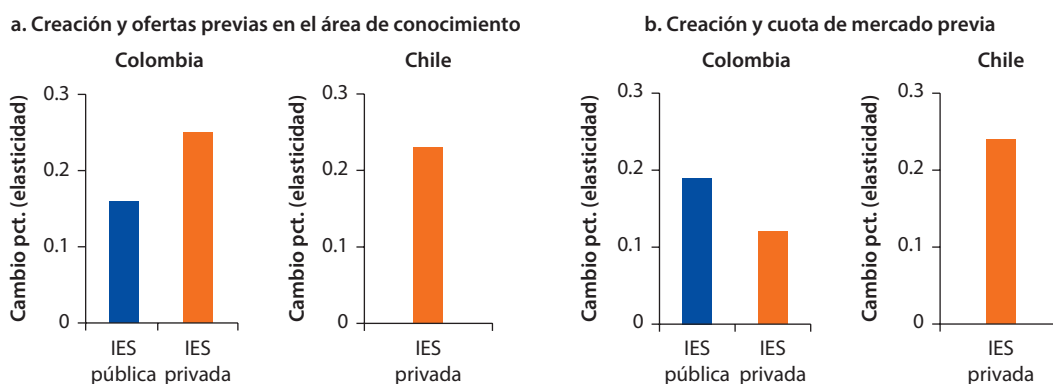 a. Creación y ofertas previas en el área de conocimiento
Colombia
Cambio pct. (elasticidad)
0.3
0.2
0.1
0
IES pública
IES privada
Chile
Cambio pct. (elasticidad)
0.3
0.2
0.1
0
IES privada
b. Creación y cuota de mercado previa
Colombia
Cambio pct. (elasticidad)
0.3
0.2
0.1
0
IES pública
IES privada
Chile
Cambio pct. (elasticidad)
0.3
0.2
0.1
0
IES privada